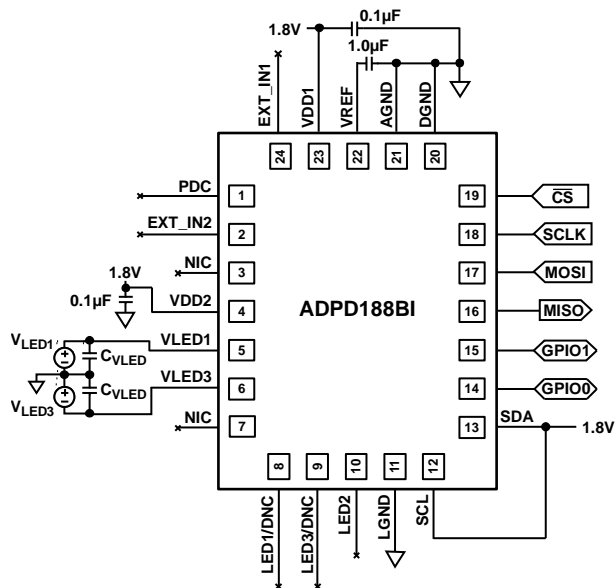 0.1µF
1.8V
1.0µF
EXT_IN1
VDD1
VREF
AGND
DGND
24
23
22
21
20
PDC
1
19
CS
EXT_IN2
2
18
SCLK
NIC
3
17
MOSI
1.8V
0.1µF
VDD2
4
ADPD188BI
16
MISO
VLED1
CVLED
VLED1
5
15
GPIO1
VLED3
CVLED
VLED3
6
14
GPIO0
NIC
7
13
SDA
1.8V
8
9
10
11
12
LED1/DNC
LED3/DNC
LED2
LGND
SCL